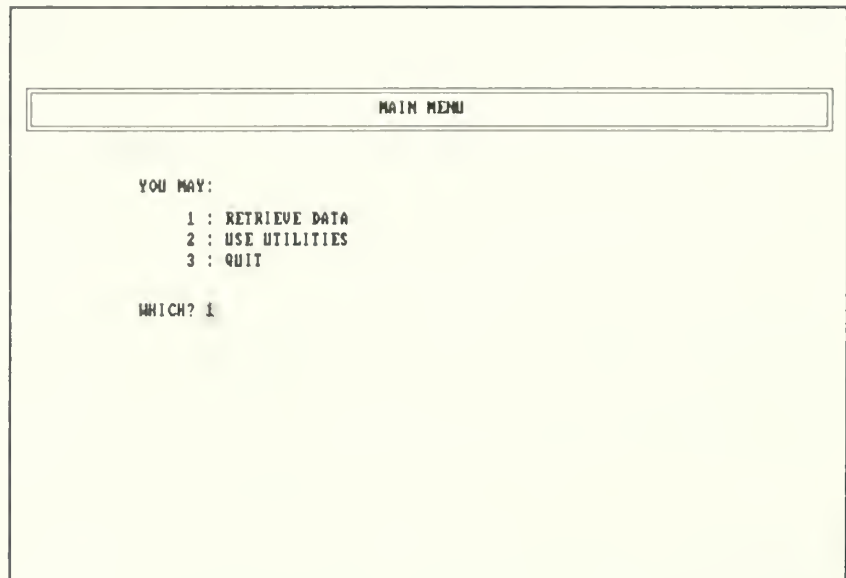 MAIN MENU
YOU MAY:
1 : RETRIEVE DATA
2 : USE UTILITIES
3 : QUIT
WHICH? 1